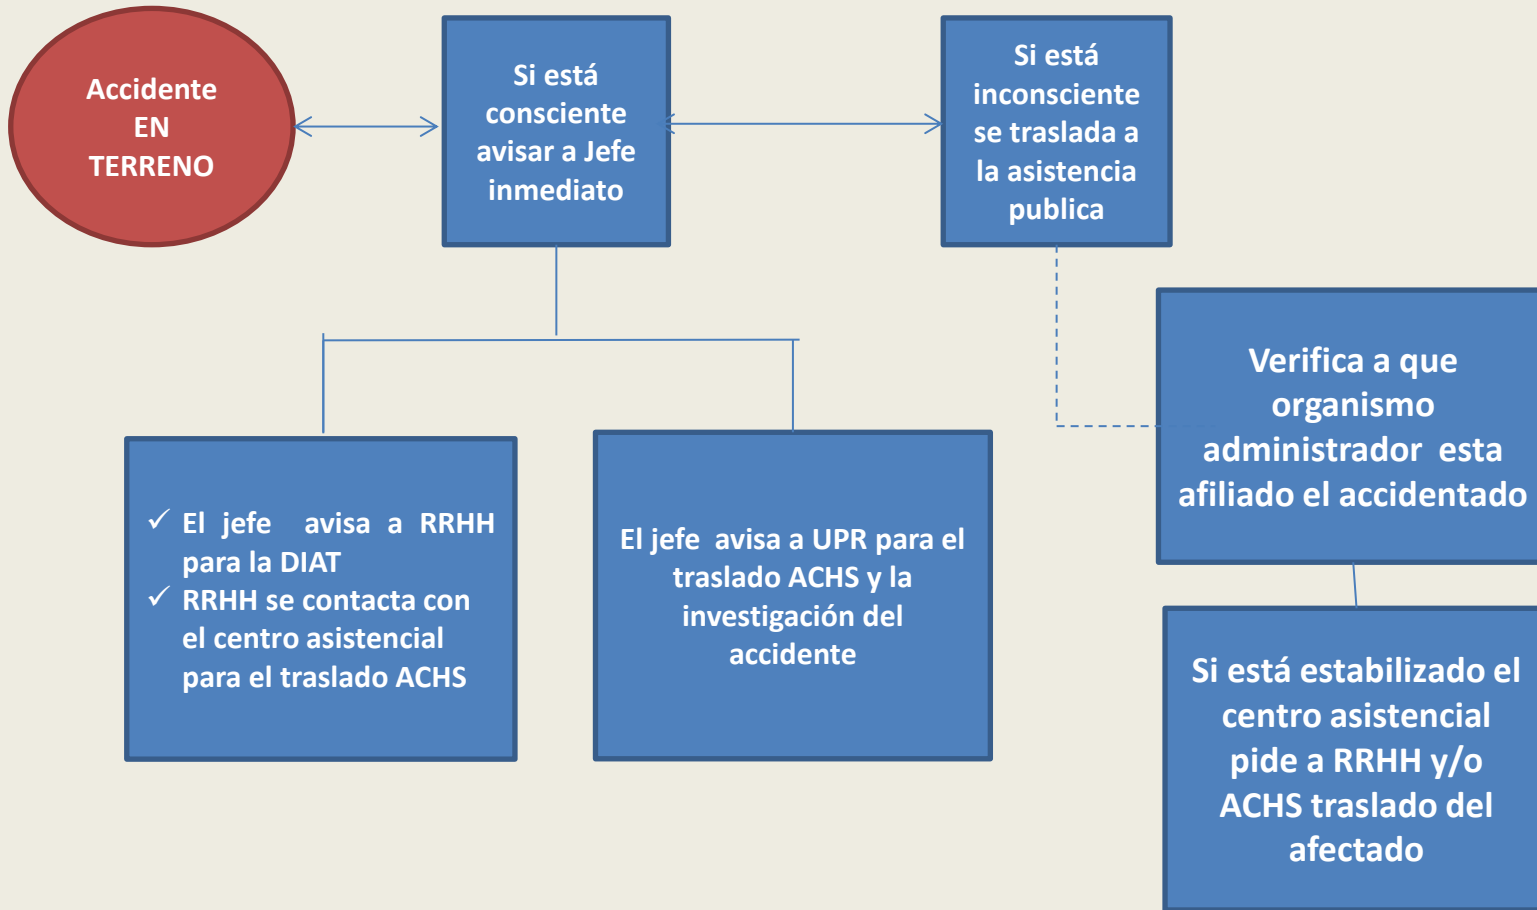 Accidente
EN
TERRENO
Si está
consciente
avisar a Jefe
inmediato
Si está
inconsciente
se traslada a
la asistencia
publica
Verifica a que
organismo
administrador esta
afiliado el accidentado
✓ El jefe avisa a RRHH
para la DIAT
✓ RRHH se contacta con
el centro asistencial
para el traslado ACHS
El jefe avisa a UPR para el
traslado ACHS y la
investigación del
accidente
Si está estabilizado el
centro asistencial
pide a RRHH y/o
ACHS traslado del
afectado